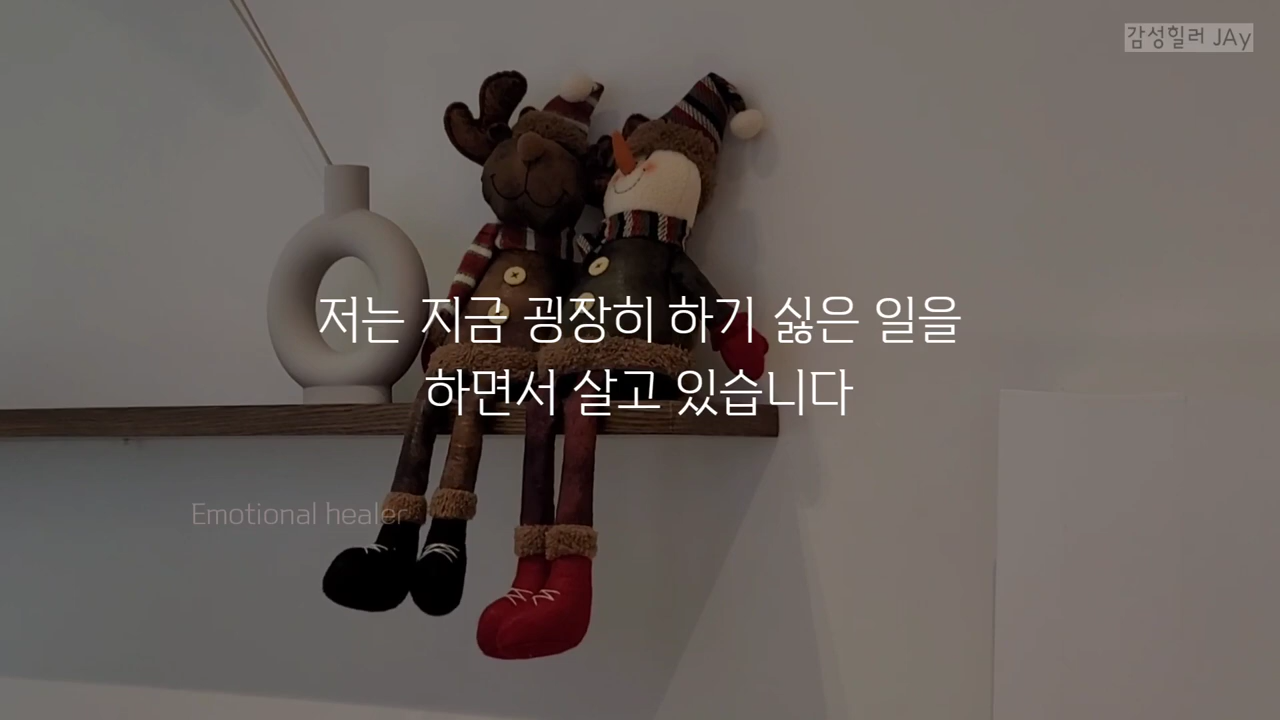 감성힐러 JAy
저는 지금 굉장히 하기 싫은 일을
하면서 살고 있습니다
Emotional healer